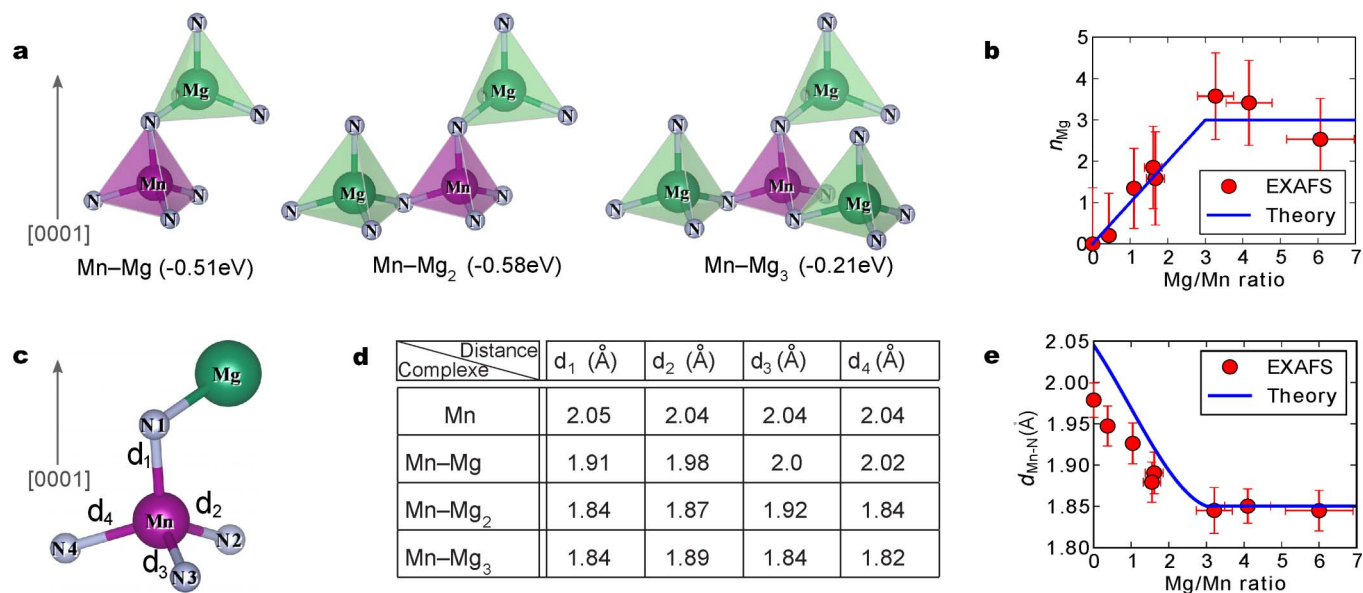 a
[0001]
N
Mg
N
N
N
Mn
N
N
N
Mn–Mg (-0.51eV)
N
Mg
N
N
N
N
Mg
N
N
N
Mn
N
N
Mn–Mg₂ (-0.58eV)
N
Mg
N
N
N
Mg
N
N
N
Mn
N
N
N
Mg
N
N
Mn–Mg₃ (-0.21eV)
b
5
4
3
2
1
0
n_Mg
EXAFS
Theory
0 1 2 3 4 5 6 7
Mg/Mn ratio
c
[0001]
Mg
N1
d₁
Mn
d₄
d₂
N4
N2
d₃
N3
d
Distance
Complexe
d₁ (Å) d₂ (Å) d₃ (Å) d₄ (Å)
Mn 2.05 2.04 2.04 2.04
Mn–Mg 1.91 1.98 2.0 2.02
Mn–Mg₂ 1.84 1.87 1.92 1.84
Mn–Mg₃ 1.84 1.89 1.84 1.82
e
2.05
2.00
1.95
1.90
1.85
1.80
d_Mn-N (Å)
EXAFS
Theory
0 1 2 3 4 5 6 7
Mg/Mn ratio